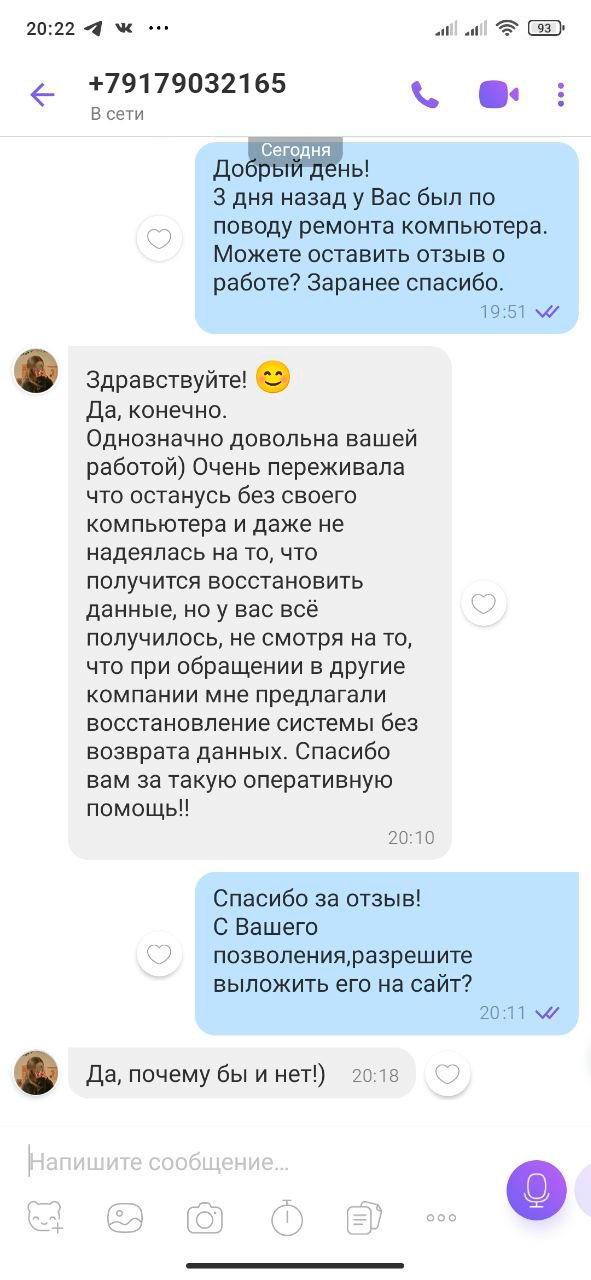 20:22
93
+79179032165
В сети
Сегодня
Добрый день!
3 дня назад у Вас был по
поводу ремонта компьютера.
Можете оставить отзыв о
работе? Заранее спасибо.
19:51
Здравствуйте! 😊
Да, конечно.
Однозначно довольна вашей
работой) Очень переживала
что останусь без своего
компьютера и даже не
надеялась на то, что
получится восстановить
данные, но у вас всё
получилось, не смотря на то,
что при обращении в другие
компании мне предлагали
восстановление системы без
возврата данных. Спасибо
вам за такую оперативную
помощь!!
20:10
Спасибо за отзыв!
С Вашего
позволения,разрешите
выложить его на сайт?
20:11
Да, почему бы и нет!)
20:18
Напишите сообщение...